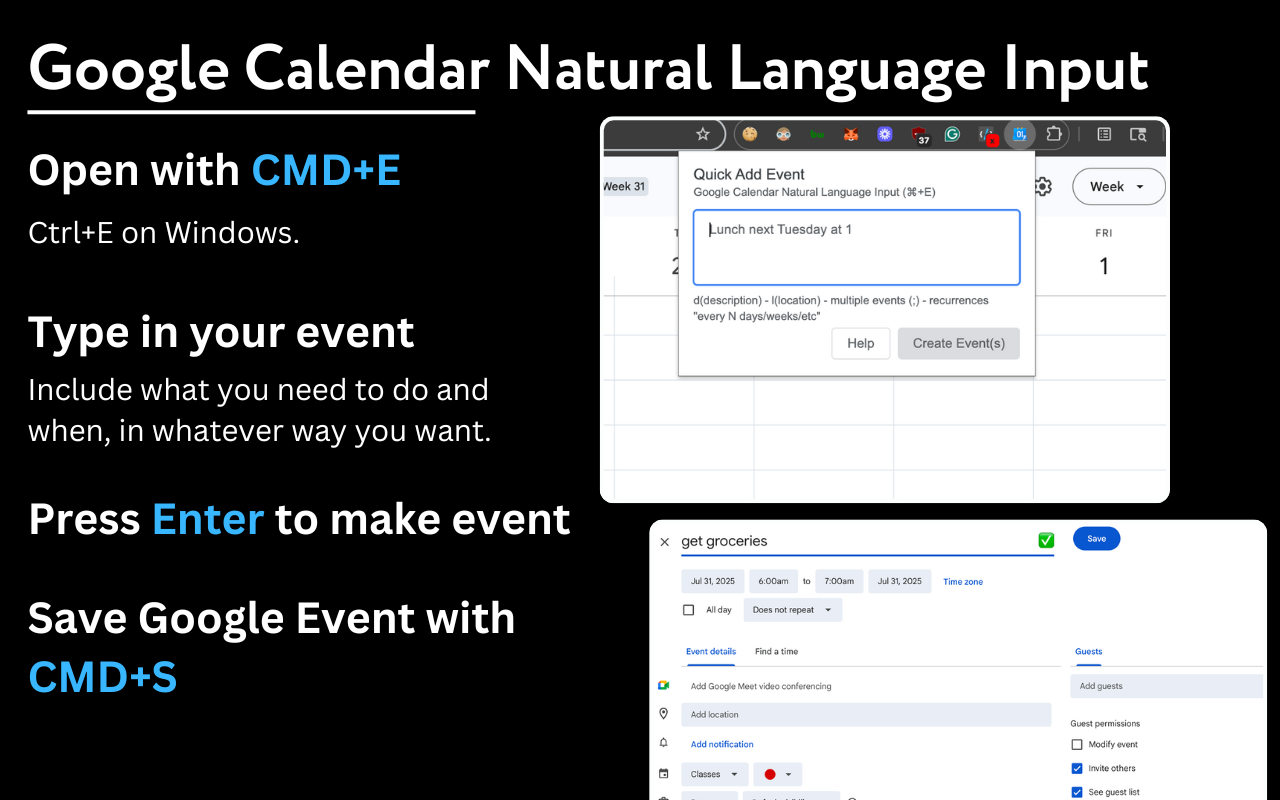 Google Calendar Natural Language Input
Open with CMD+E
Ctrl+E on Windows.
Type in your event
Include what you need to do and
when, in whatever way you want.
Press Enter to make event
Save Google Event with
CMD+S
37
Week 31
Quick Add Event
Google Calendar Natural Language Input (⌘+E)
Lunch next Tuesday at 1
d(description) - l(location) - multiple events (;) - recurrences
"every N days/weeks/etc"
Help
Create Event(s)
Week
FRI
1
get groceries
Save
Jul 31, 2025 6:00am to 7:00am Jul 31, 2025 Time zone
All day Does not repeat
Event details Find a time
Guests
Add Google Meet video conferencing
Add guests
Add location
Guest permissions
Add notification
Modify event
Invite others
Classes
See guest list